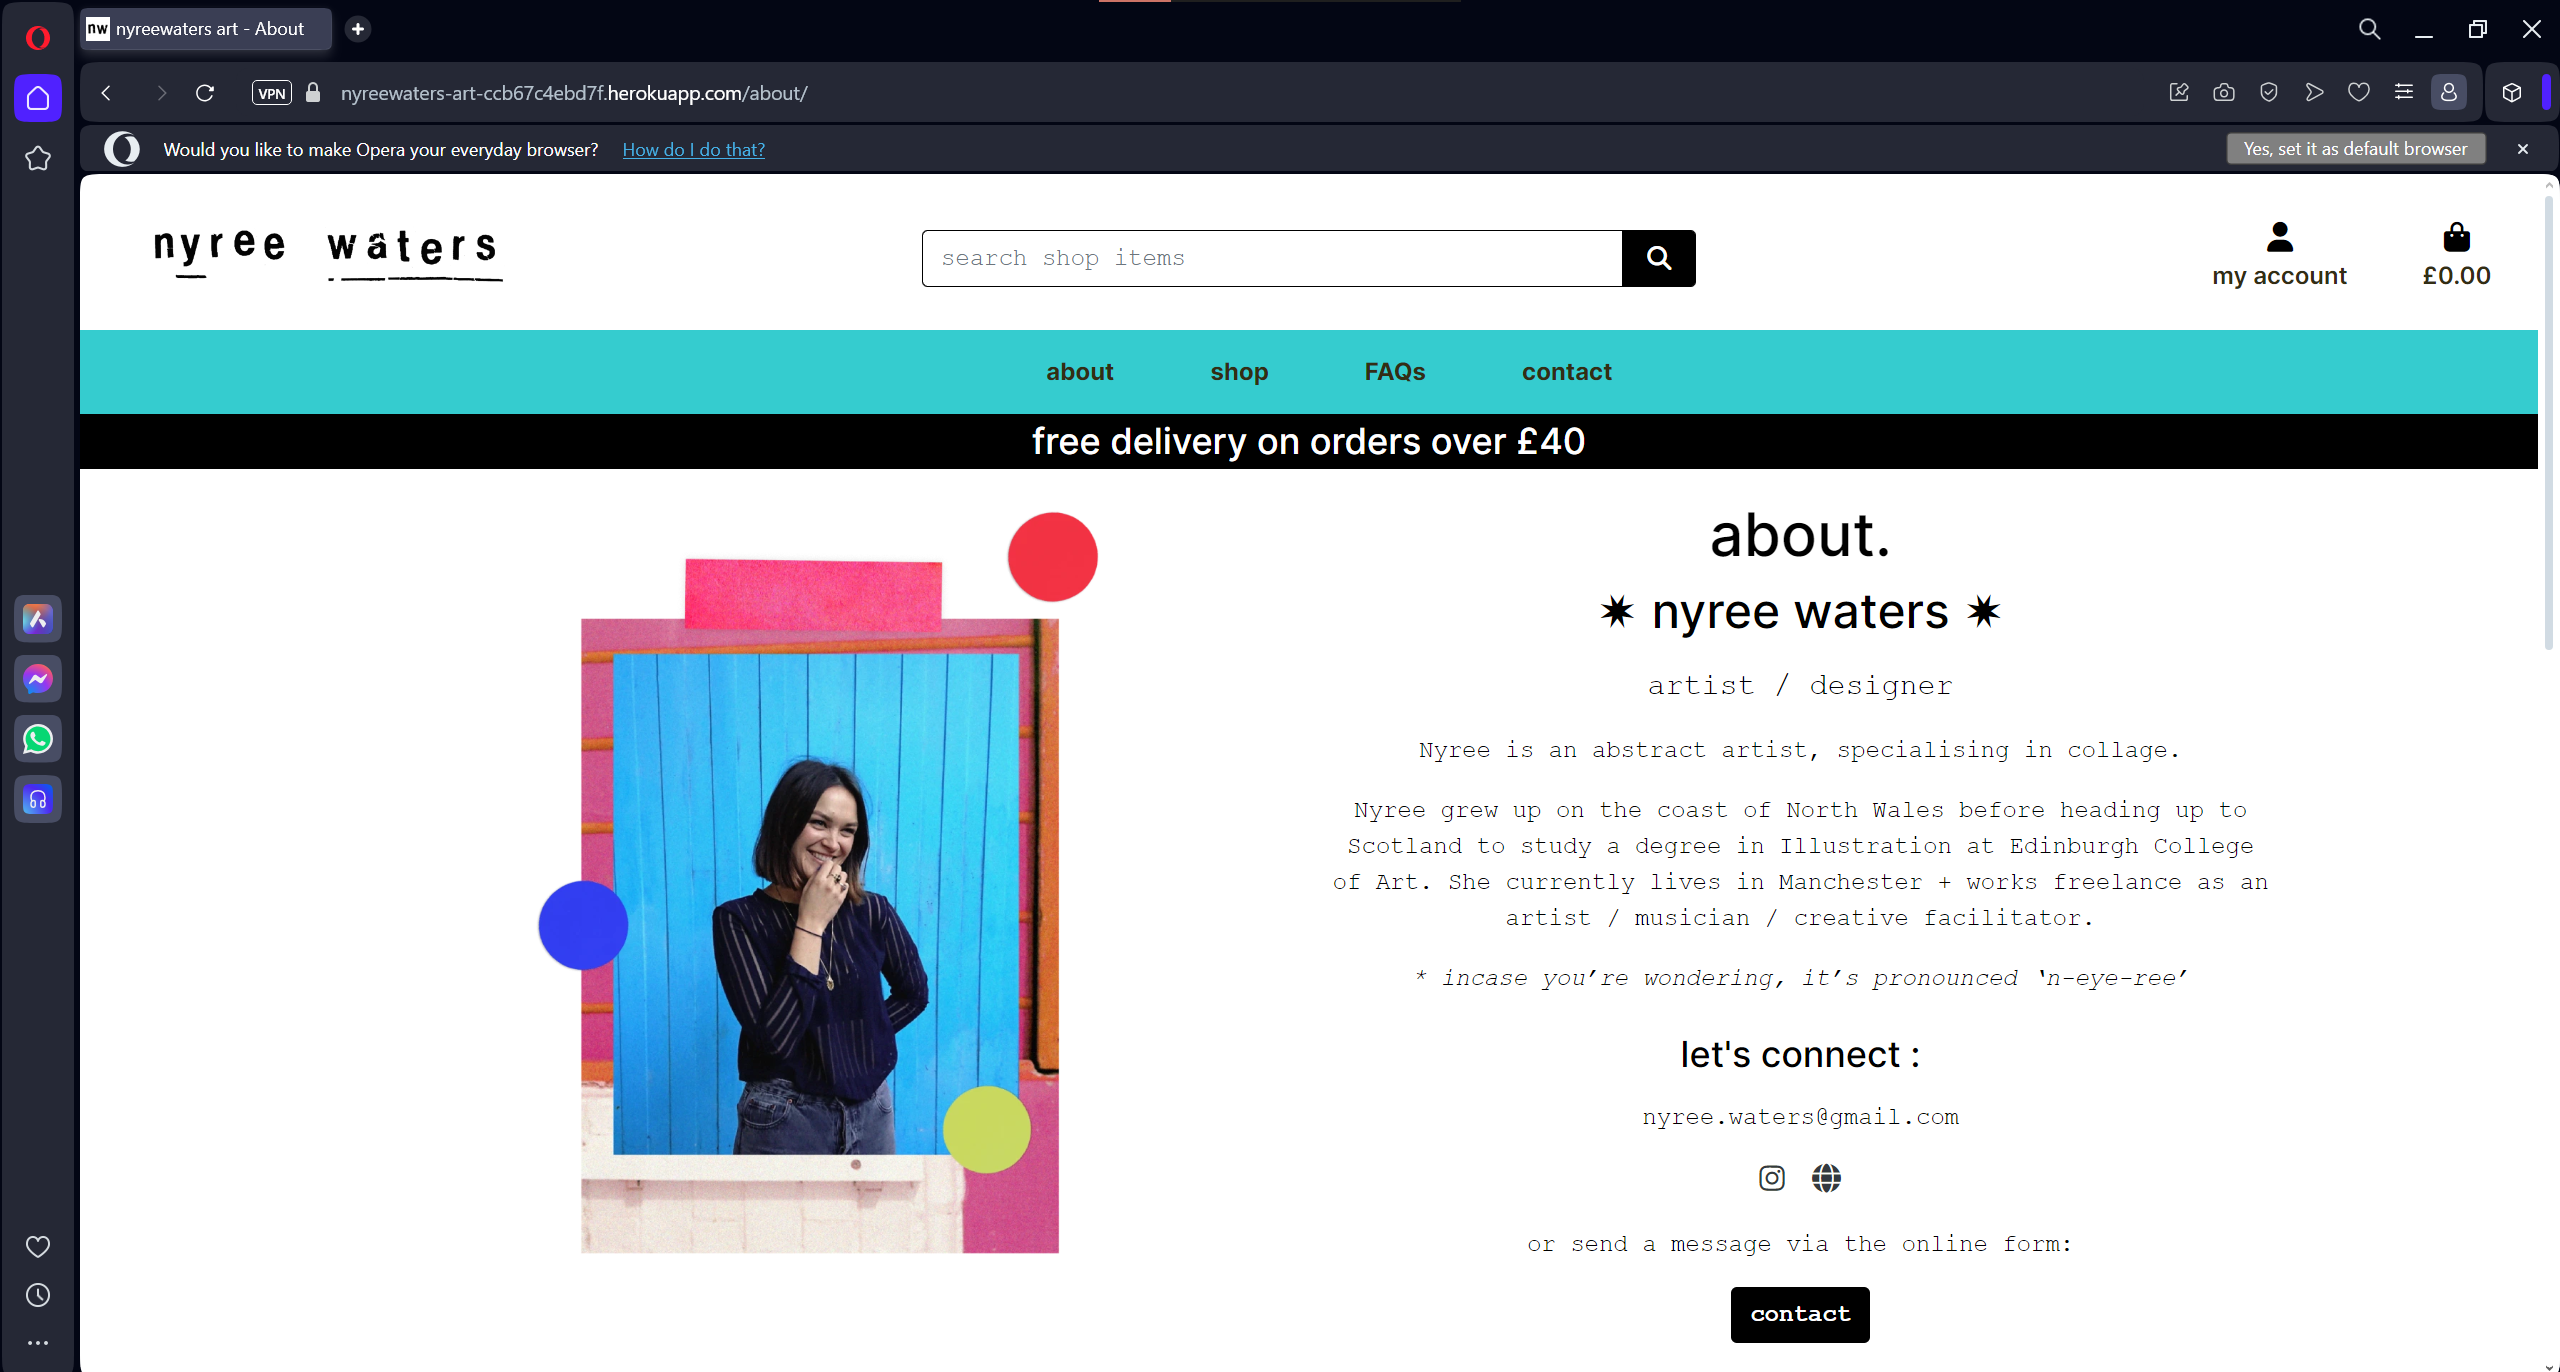 nw nyreewaters art - About
VPN nyreewaters-art-ccb67c4ebd7f.herokuapp.com/about/
Would you like to make Opera your everyday browser? How do I do that?
Yes, set it as default browser
nyree waters
search shop items
my account
£0.00
about shop FAQs contact
free delivery on orders over £40
about.
✷ nyree waters ✷
artist / designer
Nyree is an abstract artist, specialising in collage.
Nyree grew up on the coast of North Wales before heading up to
Scotland to study a degree in Illustration at Edinburgh College
of Art. She currently lives in Manchester + works freelance as an
artist / musician / creative facilitator.
* incase you’re wondering, it’s pronounced ‘n-eye-ree’
let's connect :
nyree.waters@gmail.com
or send a message via the online form:
contact